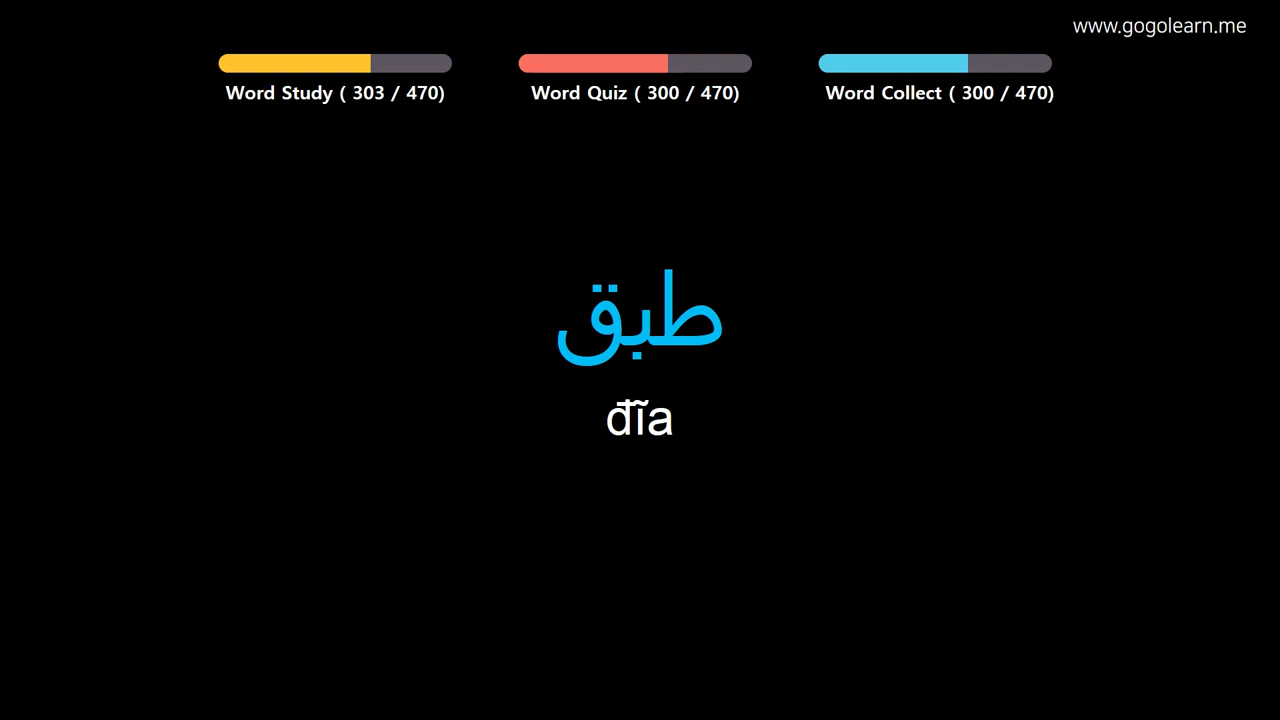 www.gogolearn.me
Word Study ( 303 / 470)
Word Quiz ( 300 / 470)
Word Collect ( 300 / 470)
طبق
đĩa